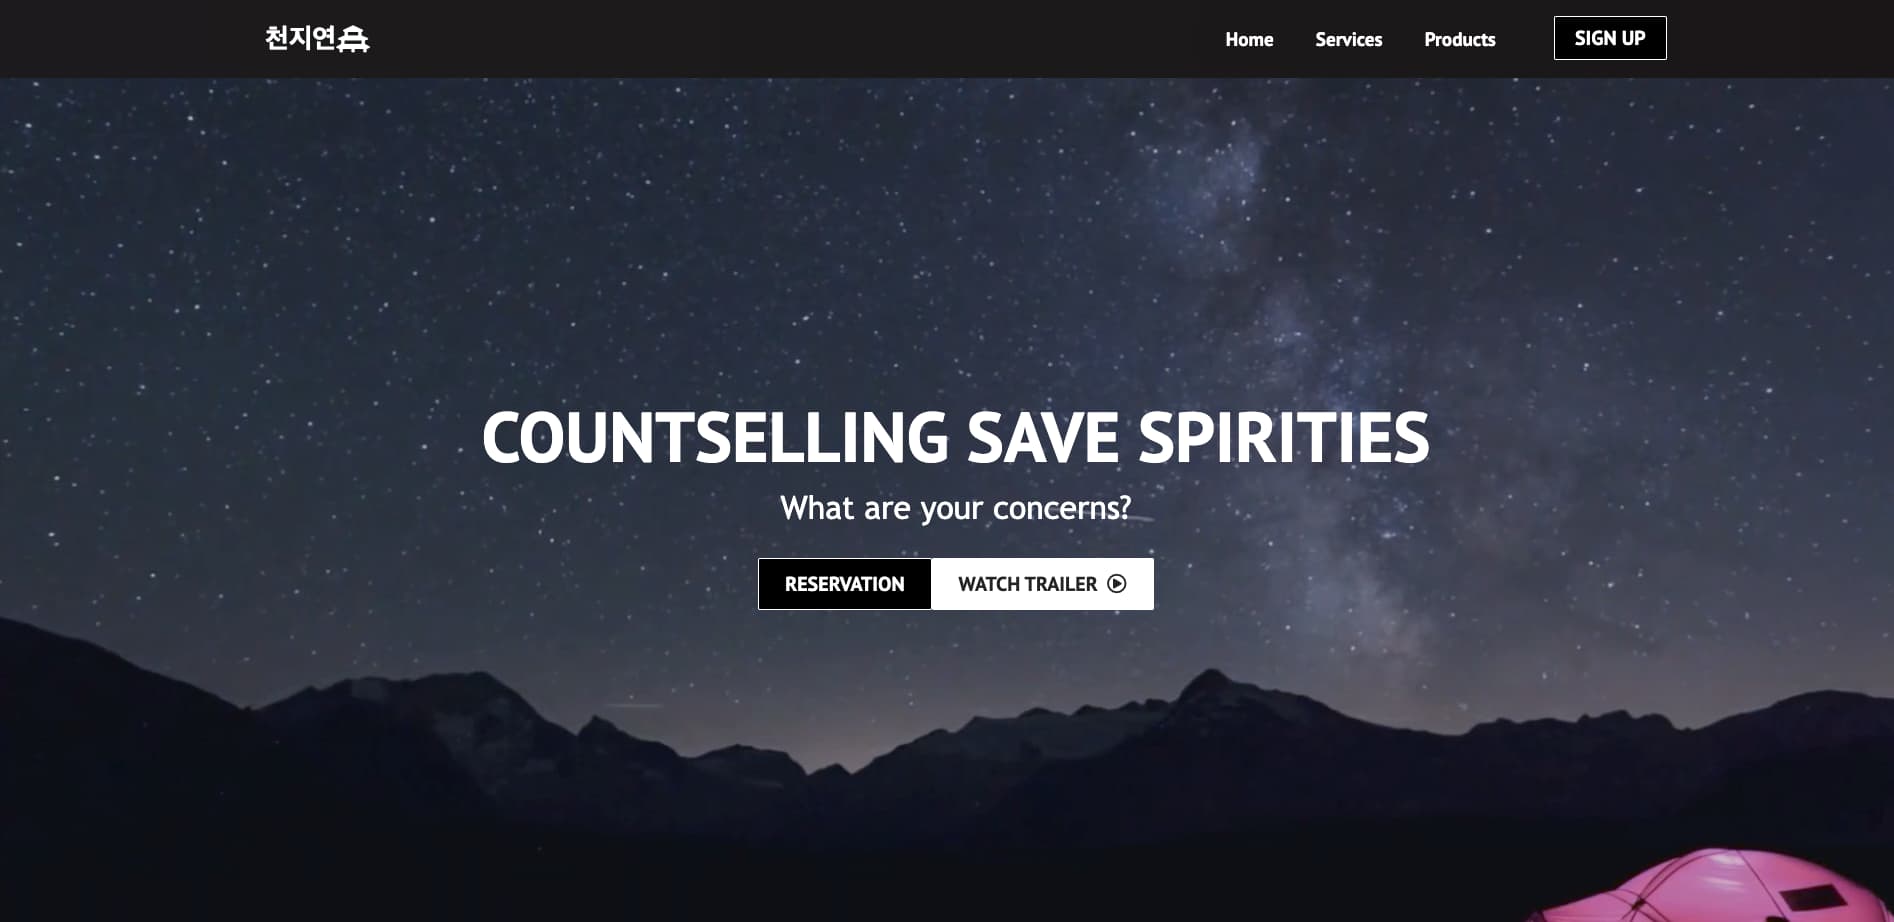 천지연
Home Services Products SIGN UP
COUNTSELLING SAVE SPIRITIES
What are your concerns?
RESERVATION WATCH TRAILER